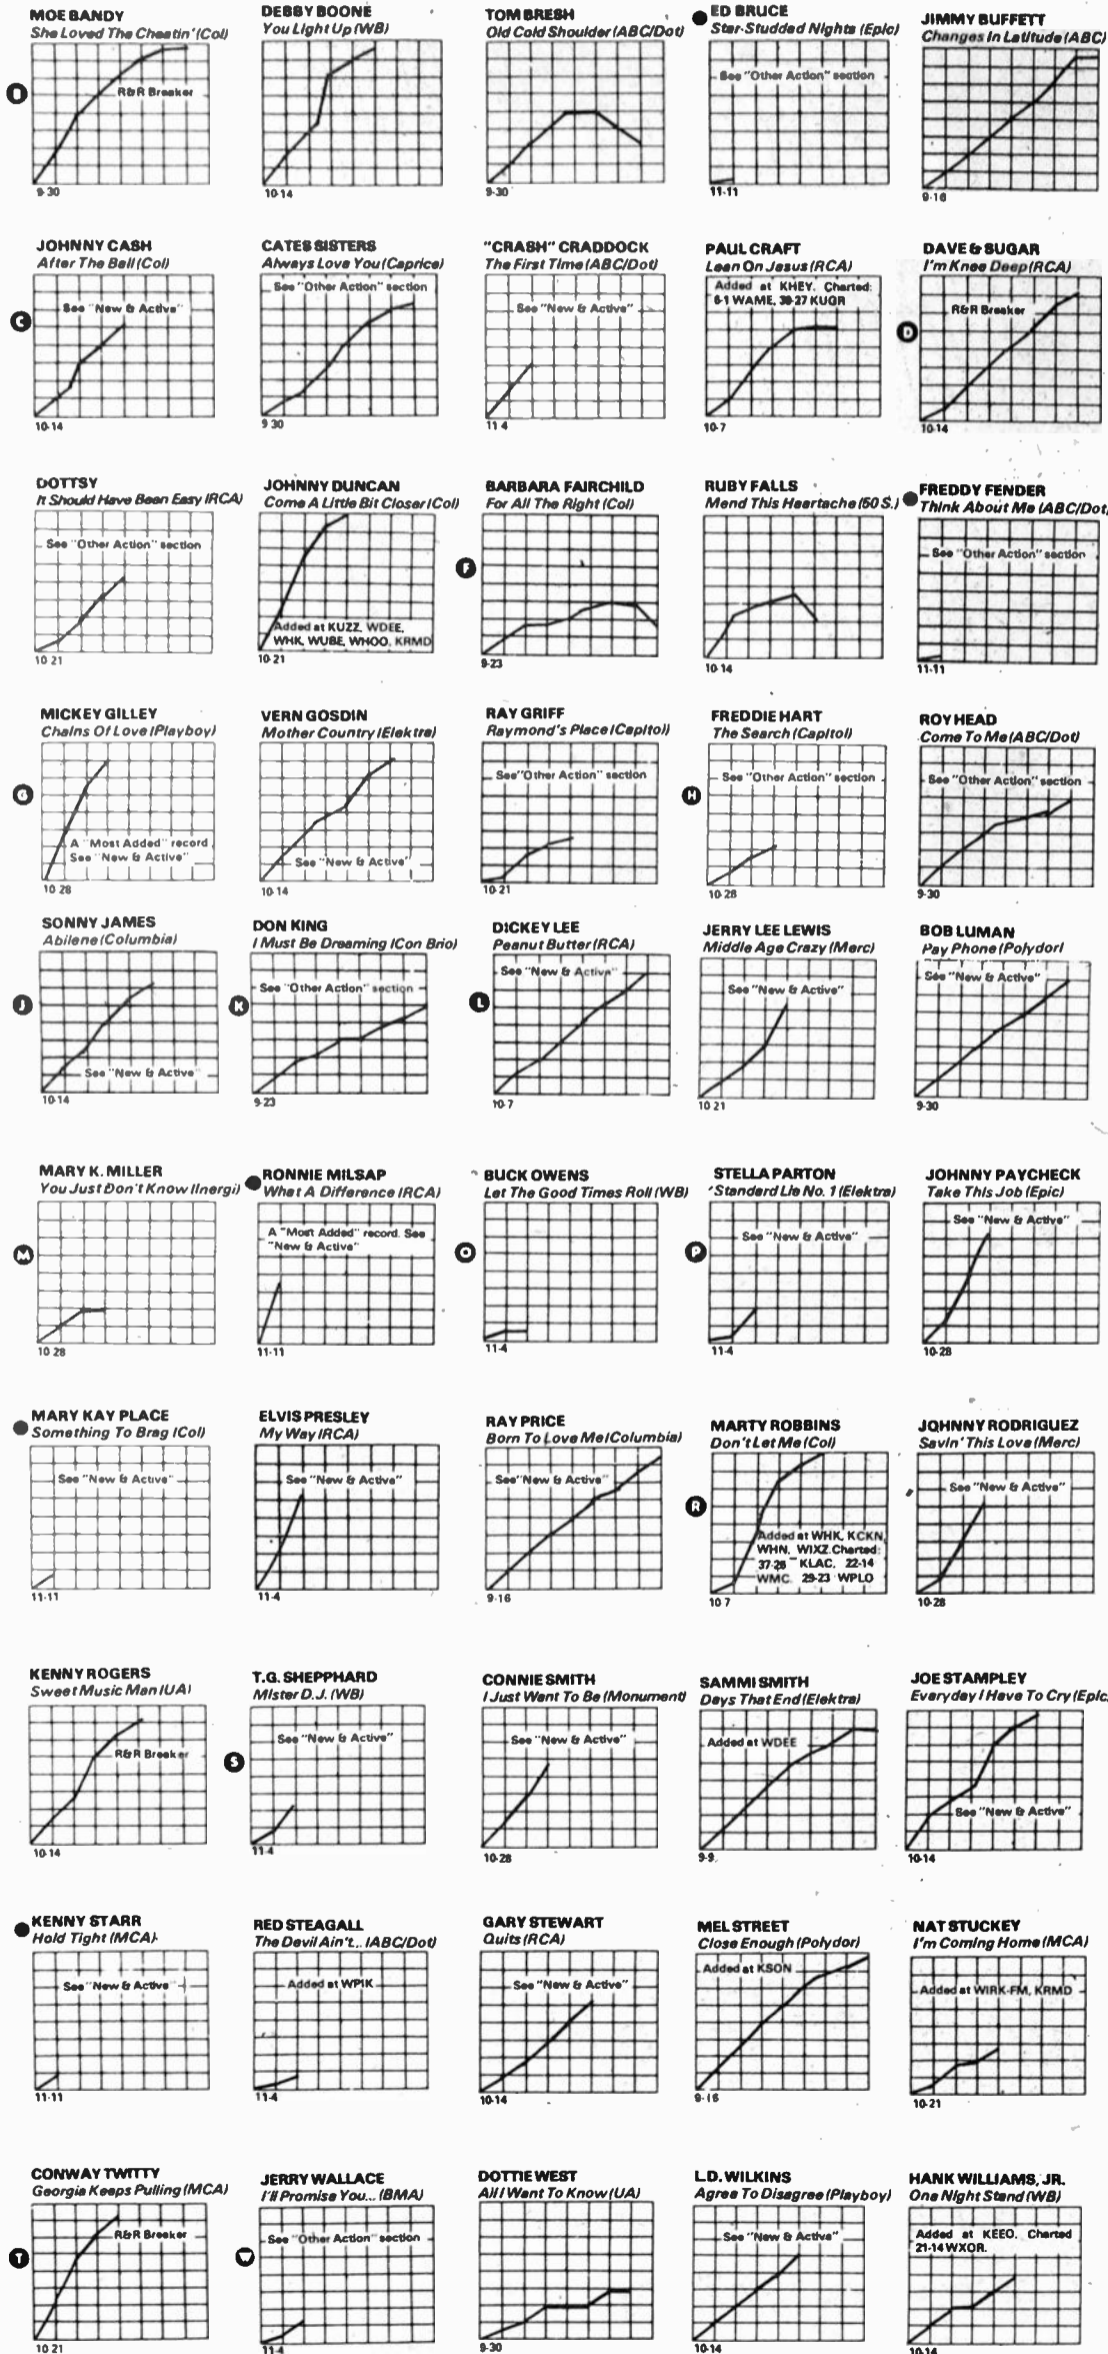 MOE BANDY
She Loved The Cheatin' (Col)
B
R&R Breaker
9-30
DEBBY BOONE
You Light Up (WB)
10-14
TOM BRESH
Old Cold Shoulder (ABC/Dot)
9-30
ED BRUCE
Star-Studded Nights (Epic)
See "Other Action" section
11-11
JIMMY BUFFETT
Changes In Latitude (ABC)
9-16
JOHNNY CASH
After The Ball (Col)
C
See "New & Active"
10-14
CATES SISTERS
Always Love You (Caprice)
See "Other Action" section
9 30
"CRASH" CRADDOCK
The First Time (ABC/Dot)
See "New & Active"
11 4
PAUL CRAFT
Lean On Jesus (RCA)
Added at KHEY. Charted:
6-1 WAME, 38-27 KUGR
10-7
DAVE & SUGAR
I'm Knee Deep (RCA)
D
R&R Breaker
10-14
DOTTSY
It Should Have Been Easy (RCA)
See "Other Action" section
10 21
JOHNNY DUNCAN
Come A Little Bit Closer (Col)
Added at KUZZ, WDEE,
WHK, WUBE, WHOO, KRMD
10-21
BARBARA FAIRCHILD
For All The Right (Col)
F
9-23
RUBY FALLS
Mend This Heartache (50 S.)
10-14
FREDDY FENDER
Think About Me (ABC/Dot)
See "Other Action" section
11-11
MICKEY GILLEY
Chains Of Love (Playboy)
G
A "Most Added" record
See "New & Active"
10 28
VERN GOSDIN
Mother Country (Elektra)
See "New & Active"
10-14
RAY GRIFF
Raymond's Place (Capitol)
See "Other Action" section
10-21
FREDDIE HART
The Search (Capitol)
H
See "Other Action" section
10-28
ROY HEAD
Come To Me (ABC/Dot)
See "Other Action" section
9-30
SONNY JAMES
Abilene (Columbia)
J
See "New & Active"
10-14
DON KING
I Must Be Dreaming (Con Brio)
K
See "Other Action" section
9-23
DICKEY LEE
Peanut Butter (RCA)
L
See "New & Active"
10-7
JERRY LEE LEWIS
Middle Age Crazy (Merc)
See "New & Active"
10 21
BOB LUMAN
Pay Phone (Polydor)
See "New & Active"
9-30
MARY K. MILLER
You Just Don't Know (Inergi)
M
10 28
RONNIE MILSAP
What A Difference (RCA)
A "Most Added" record. See
"New & Active"
11-11
BUCK OWENS
Let The Good Times Roll (WB)
O
11-4
STELLA PARTON
'Standard Lie No. 1 (Elektra)
P
See "New & Active"
11-4
JOHNNY PAYCHECK
Take This Job (Epic)
See "New & Active"
10-28
MARY KAY PLACE
Something To Brag (Col)
See "New & Active"
11-11
ELVIS PRESLEY
My Way (RCA)
See "New & Active"
11-4
RAY PRICE
Born To Love Me (Columbia)
See "New & Active"
9-16
MARTY ROBBINS
Don't Let Me (Col)
R
Added at WHK, KCKN,
WHN, WIXZ. Charted:
37-26 KLAC, 22-14
WMC, 29-23 WPLO
10 7
JOHNNY RODRIGUEZ
Savin' This Love (Merc)
See "New & Active"
10-28
KENNY ROGERS
Sweet Music Man (UA)
R&R Breaker
10-14
T.G. SHEPPHARD
Mister D.J. (WB)
S
See "New & Active"
11-4
CONNIE SMITH
I Just Want To Be (Monument)
See "New & Active"
10-28
SAMMI SMITH
Days That End (Elektra)
Added at WDEE
9-9
JOE STAMPLEY
Everyday I Have To Cry (Epic)
See "New & Active"
10-14
KENNY STARR
Hold Tight (MCA)
See "New & Active"
11-11
RED STEAGALL
The Devil Ain't... (ABC/Dot)
Added at WPIK
11-4
GARY STEWART
Quits (RCA)
See "New & Active"
10-14
MEL STREET
Close Enough (Polydor)
Added at KSON
9-16
NAT STUCKEY
I'm Coming Home (MCA)
Added at WIRK-FM, KRMD
10-21
CONWAY TWITTY
Georgia Keeps Pulling (MCA)
T
R&R Breaker
10 21
JERRY WALLACE
I'll Promise You... (BMA)
W
See "Other Action" section
11-4
DOTTIE WEST
All I Want To Know (UA)
9-30
L.D. WILKINS
Agree To Disagree (Playboy)
See "New & Active"
10-14
HANK WILLIAMS, JR.
One Night Stand (WB)
Added at KEEO, Charted
21-14 WXOR.
10-14